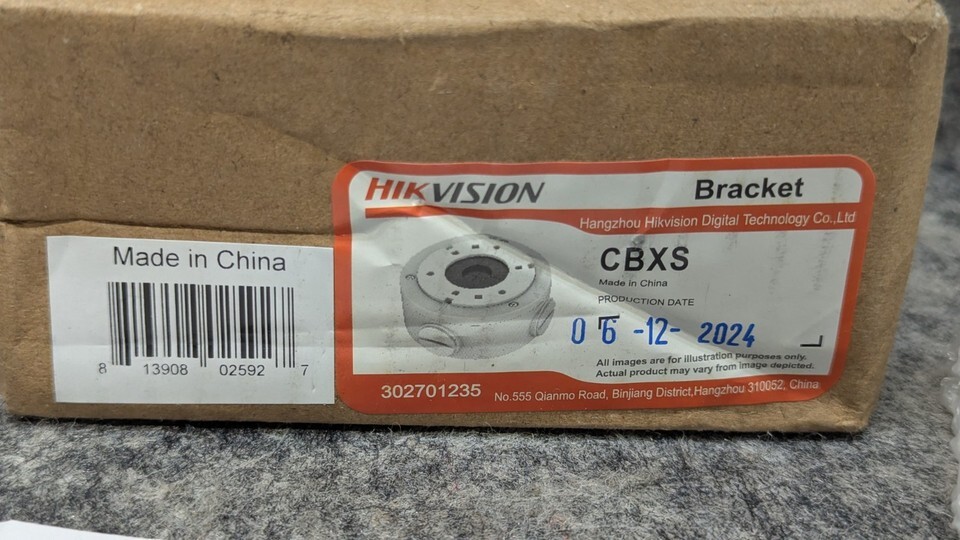 Made in China
8 13908 02592 7
HIKVISION
Bracket
Hangzhou Hikvision Digital Technology Co.,Ltd
CBXS
Made in China
PRODUCTION DATE
06-12-2024
All images are for illustration purposes only.
Actual product may vary from image depicted.
302701235
No.555 Qianmo Road, Binjiang District,Hangzhou 310052, China